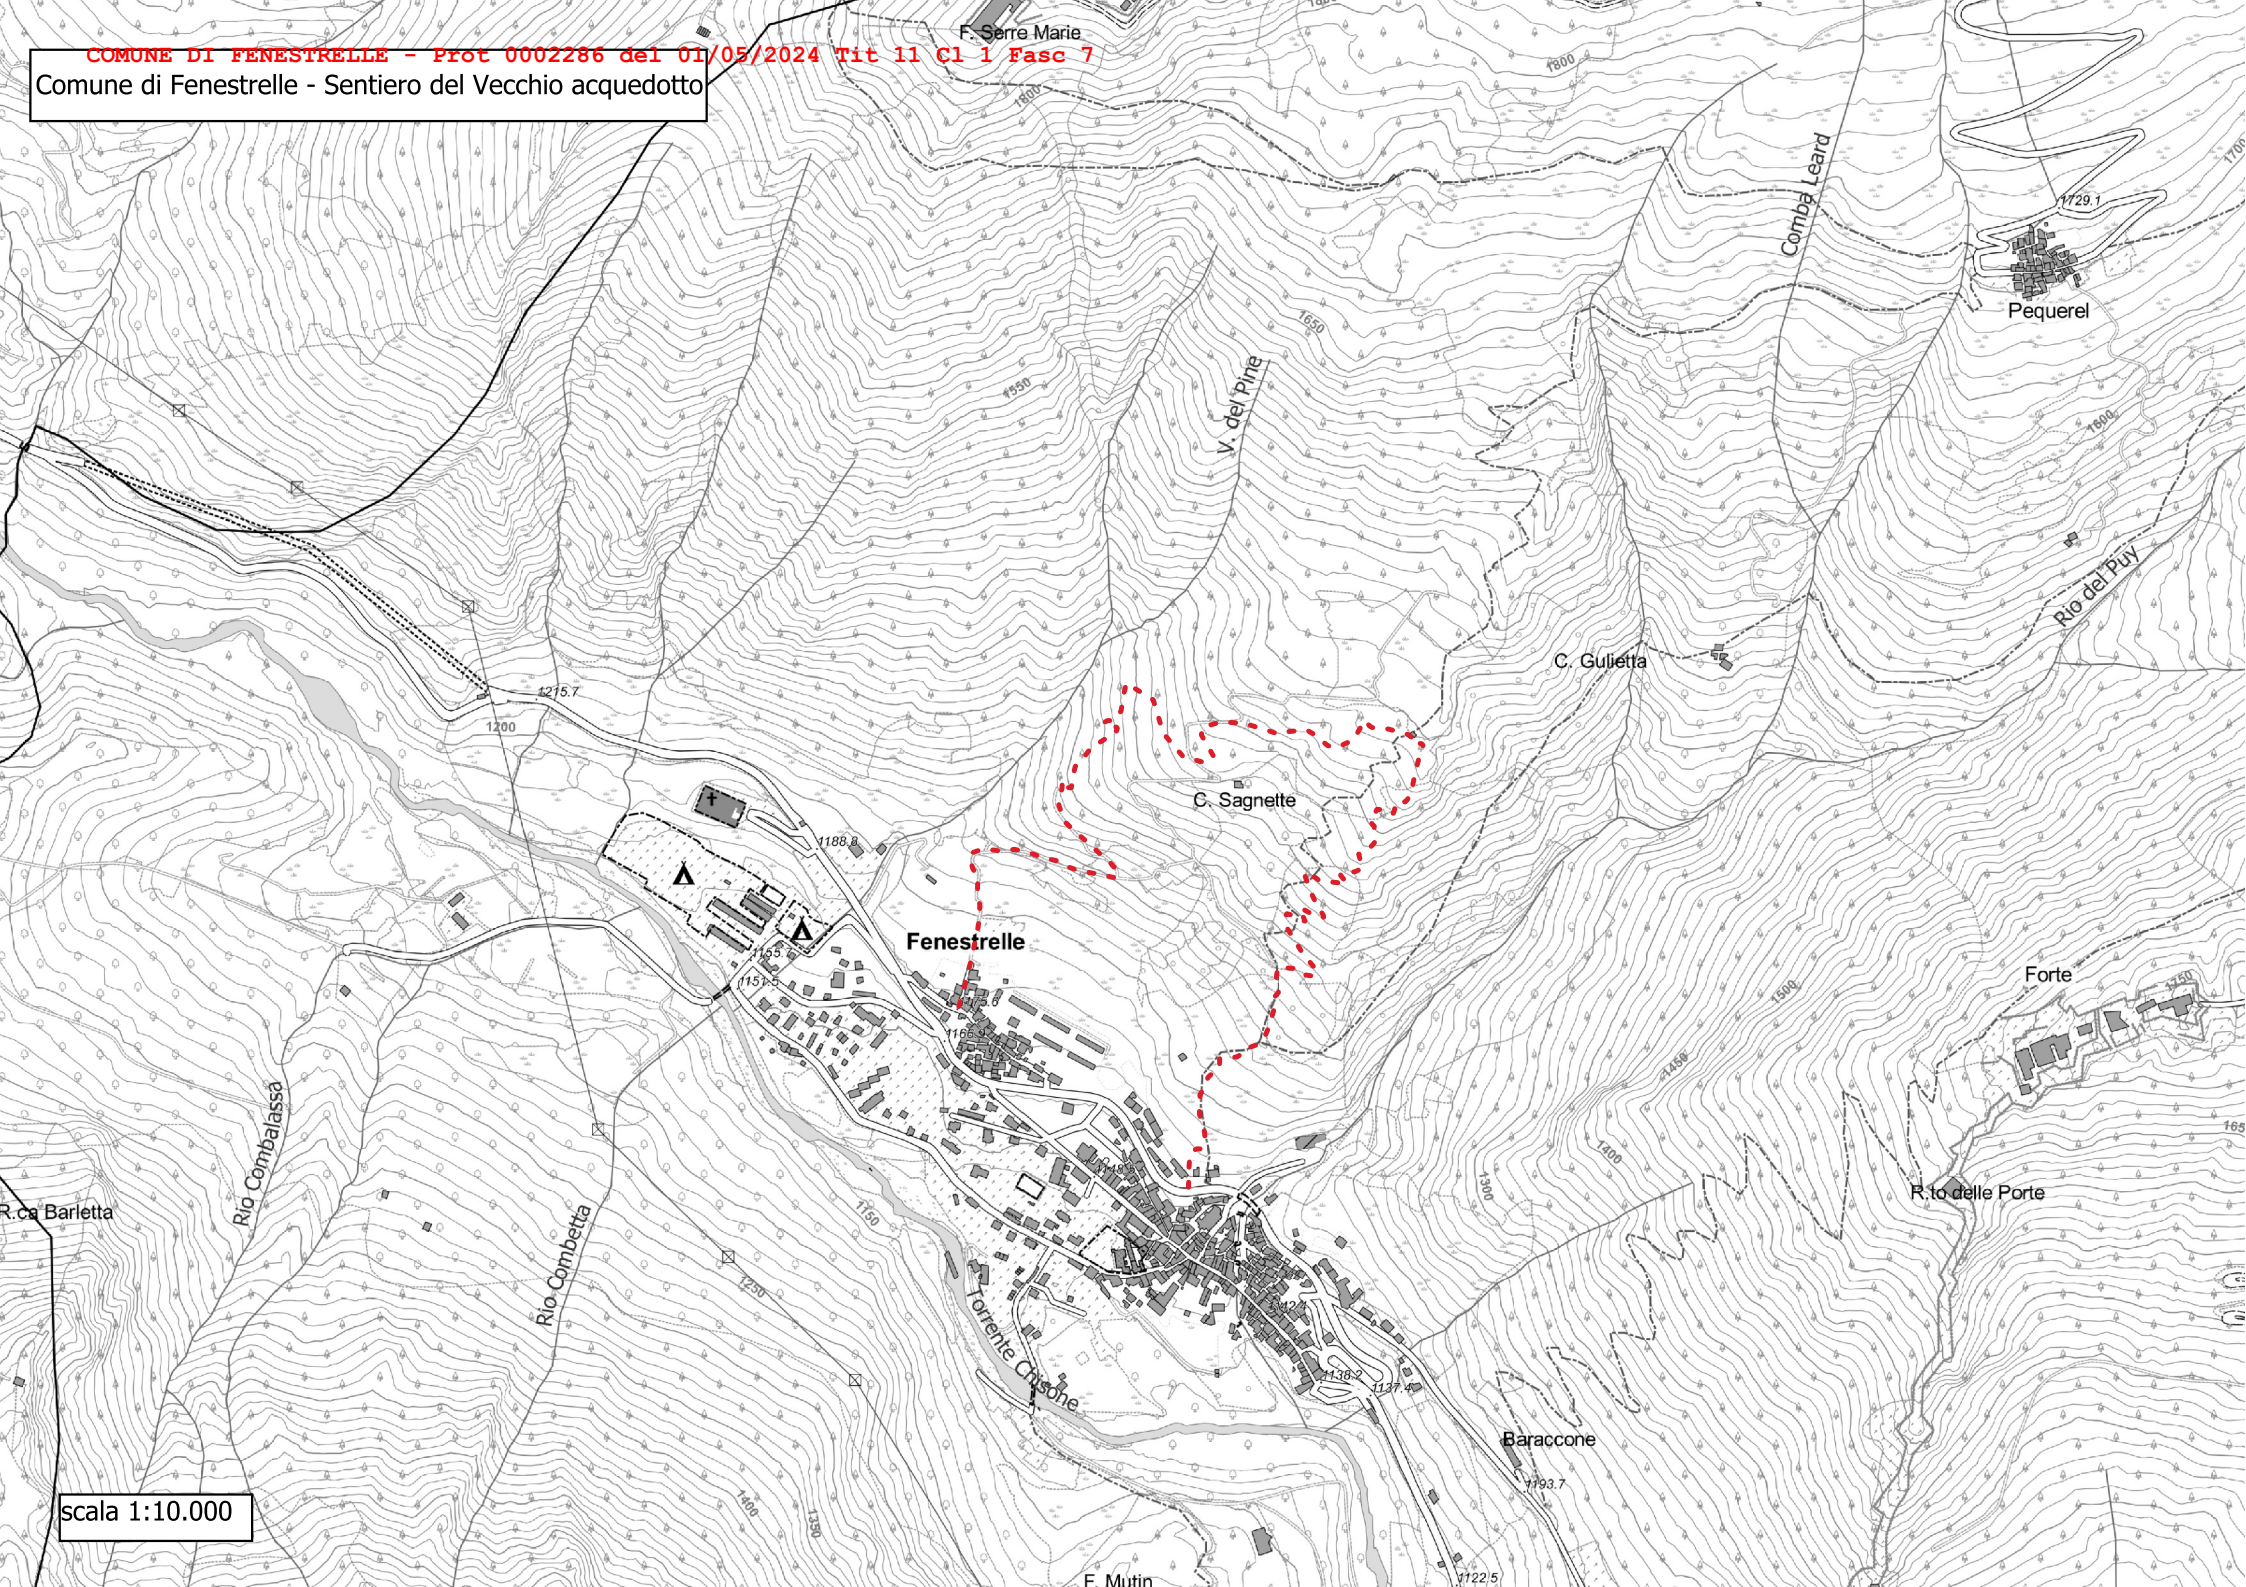 F. Serre Marie
COMUNE DI FENESTRELLE - Prot 0002286 del 01/05/2024 Tit 11 Cl 1 Fasc 7
Comune di Fenestrelle - Sentiero del Vecchio acquedotto
1800
1800
1700
Comba Leard
1729.1
Pequerel
1650
1550
V. del Pine
1600
Rio del Puy
C. Gulietta
1215.7
1200
C. Sagnette
1188.8
Fenestrelle
1155.7
1151.5
Forte
1750
1500
1450
1400
1300
R.to delle Porte
Rio Combalassa
R.ca Barletta
1150
Rio Combetta
1250
Torrente Chisone
1138.2
1137.4
Baraccone
1193.7
1400
1350
scala 1:10.000
F. Mutin
1122.5